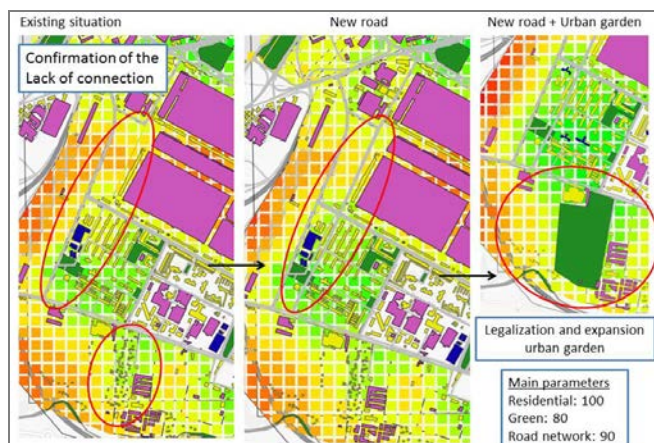 Existing situation
New road
New road + Urban garden
Confirmation of the
Lack of connection
Legalization and expansion
urban garden
Main parameters
Residential: 100
Green: 80
Road network: 90